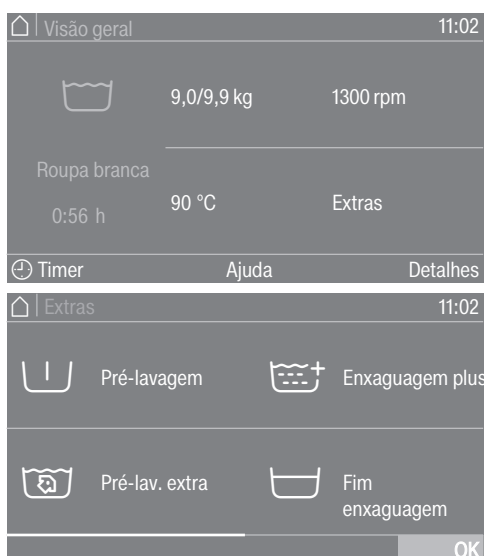 Visão geral 11:02
9,0/9,9 kg 1300 rpm
Roupa branca
0:56 h
90 °C Extras
Timer Ajuda Detalhes
Extras 11:02
Pré-lavagem Enxaguagem plus
Pré-lav. extra Fim
enxaguagem
OK